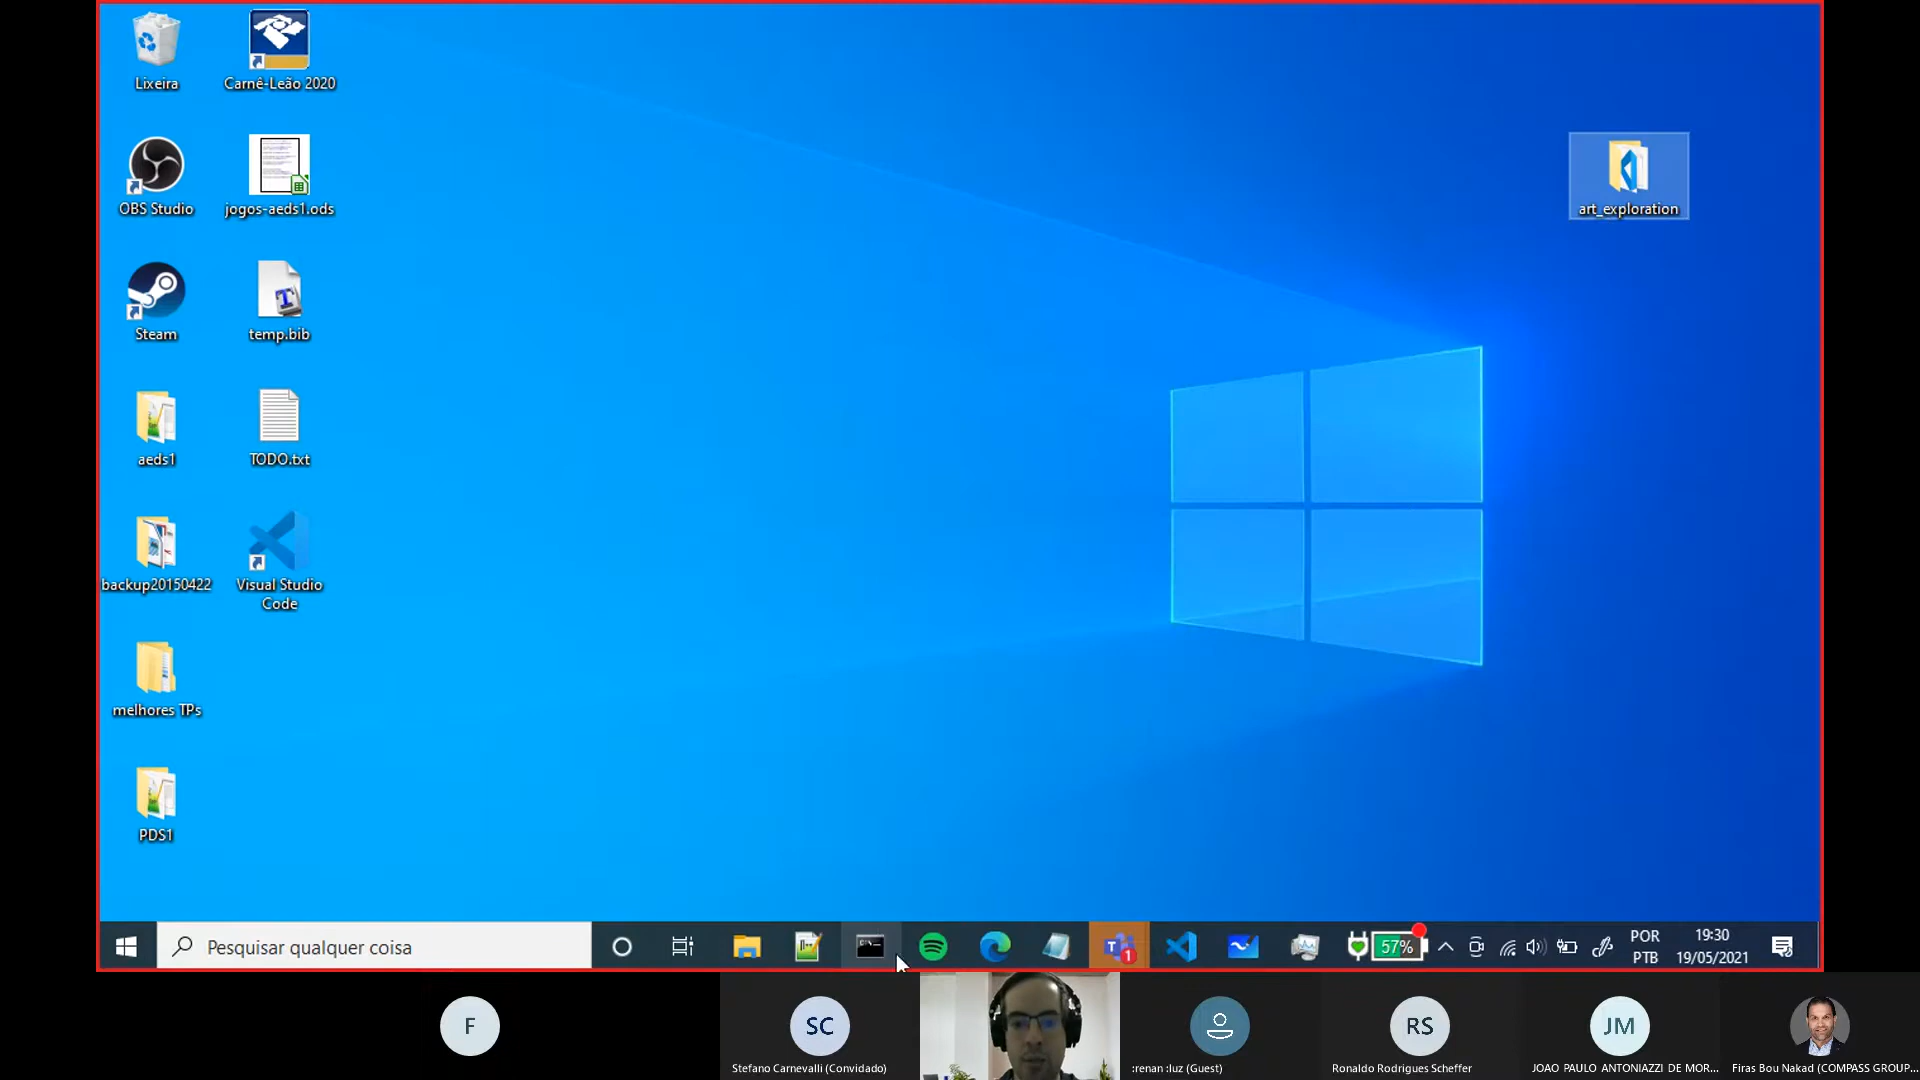 Lixeira
Carnê-Leão 2020
OBS Studio
jogos-aeds1.ods
art_exploration
Steam
temp.bib
aeds1
TODO.txt
backup20150422
Visual Studio
Code
melhores TPs
PDS1
Pesquisar qualquer coisa
1
57%
POR
PTB
19:30
19/05/2021
F
SC
RS
JM
Stefano Carnevalli (Convidado)
:renan :luz (Guest)
Ronaldo Rodrigues Scheffer
JOAO PAULO ANTONIAZZI DE MOR...
Firas Bou Nakad (COMPASS GROUP...